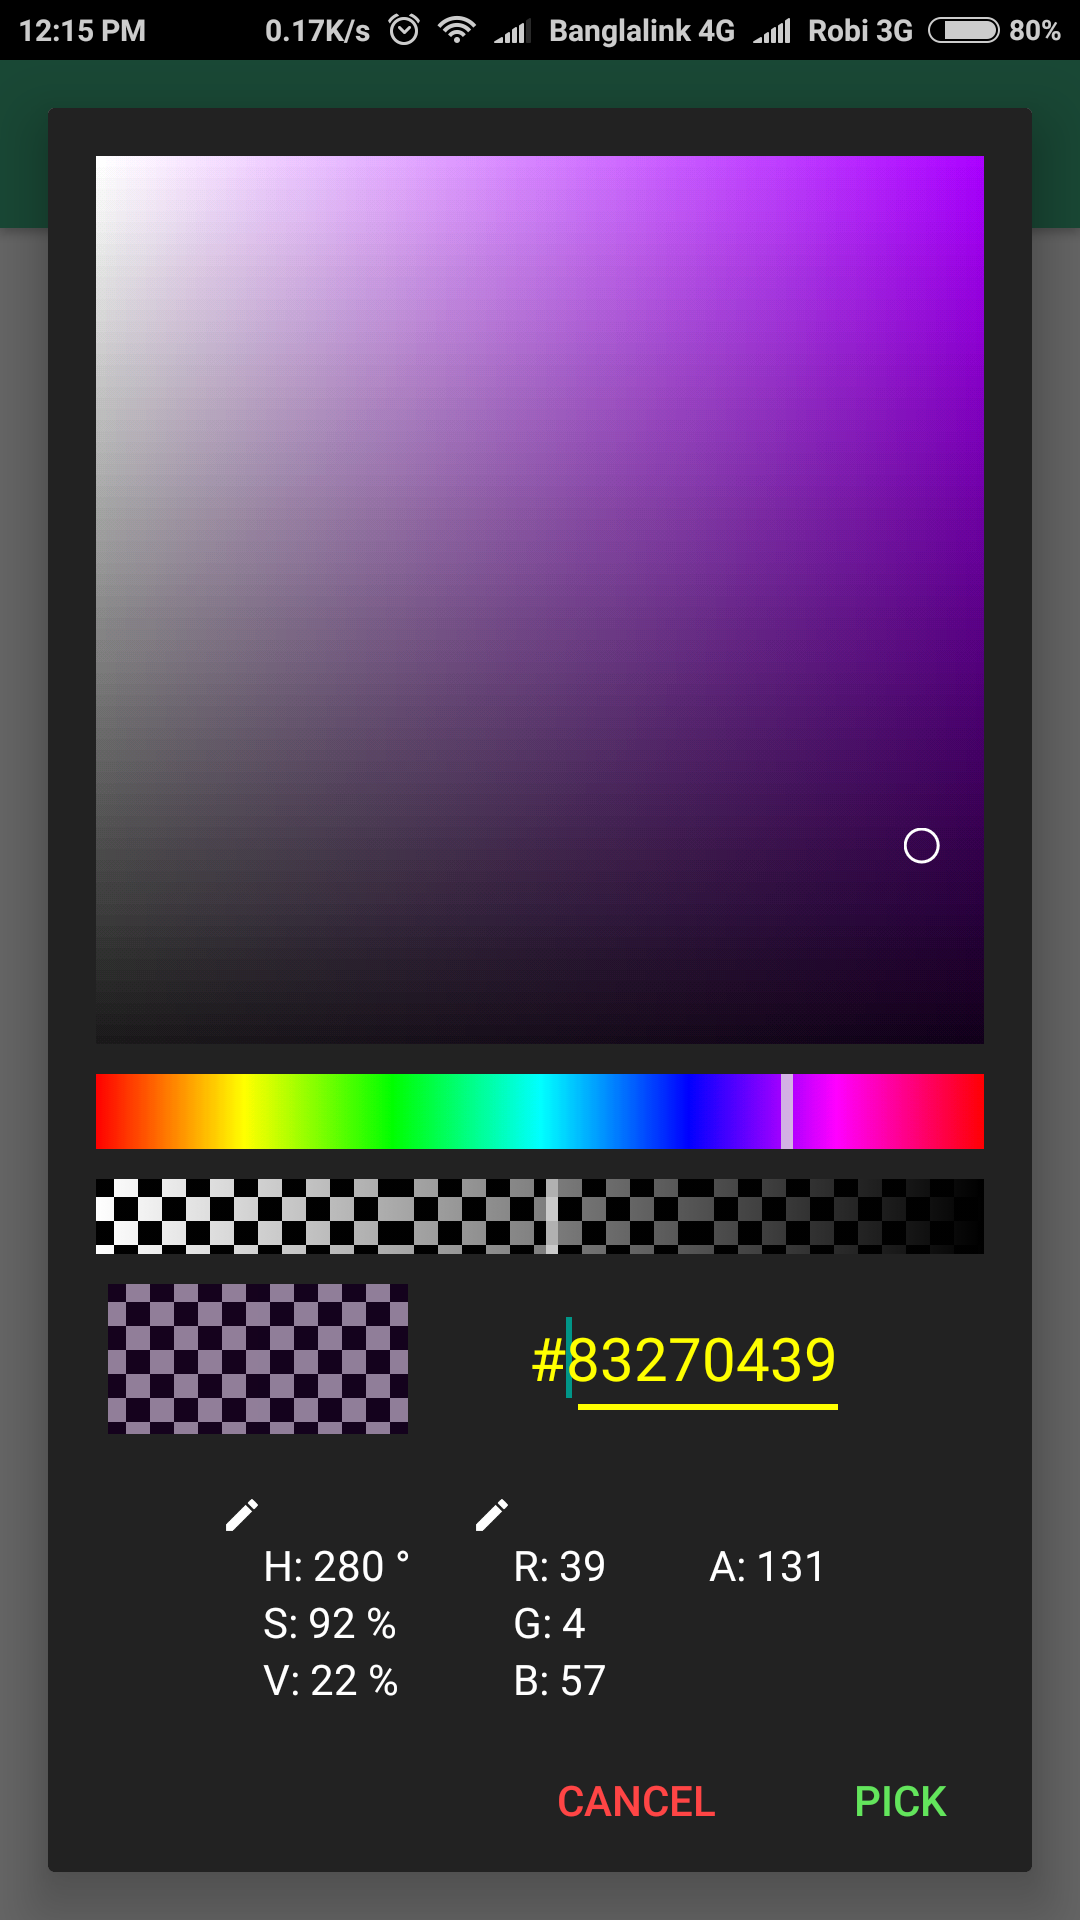 12:15 PM 0.17K/s Banglalink 4G Robi 3G 80%
#83270439
H: 280 ° R: 39 A: 131
S: 92 % G: 4
V: 22 % B: 57
CANCEL PICK